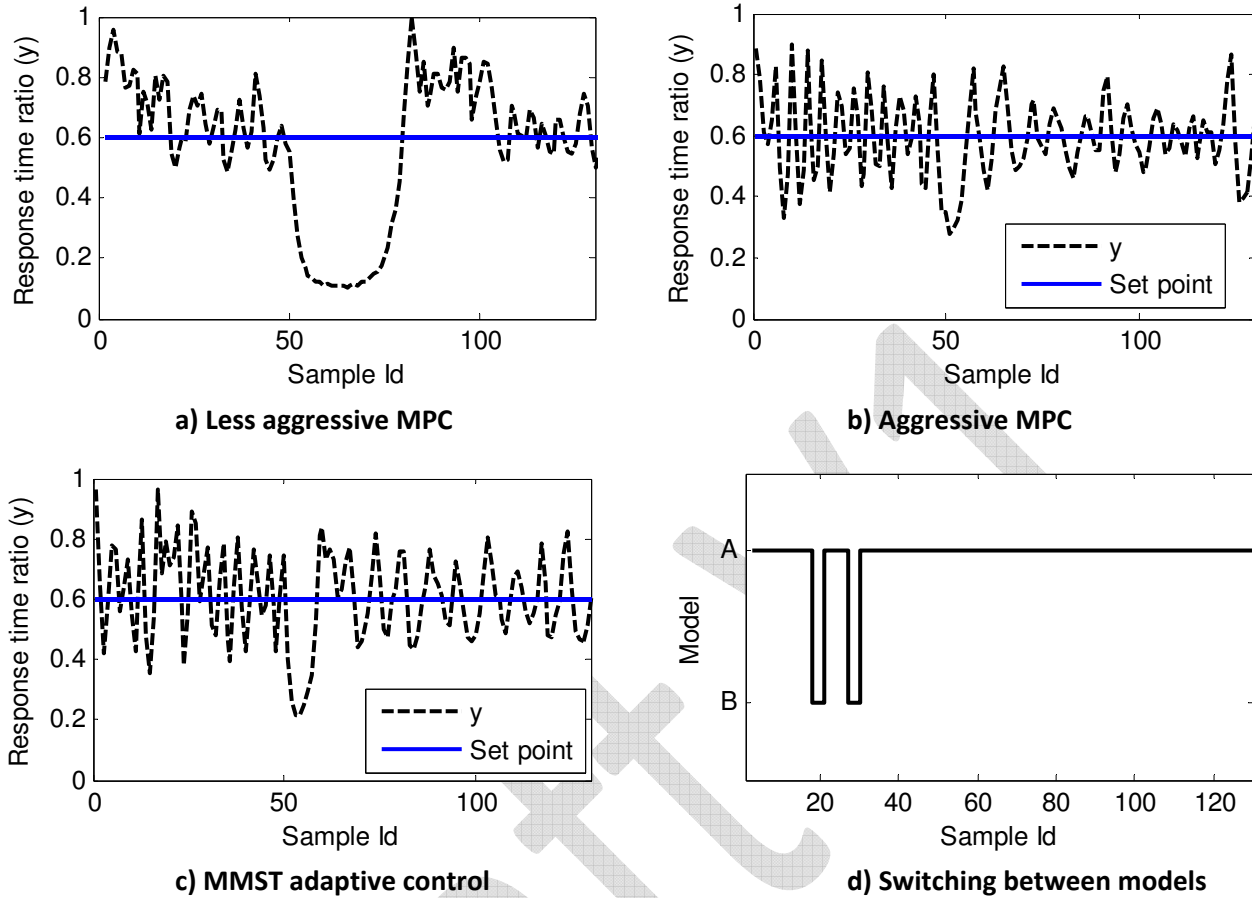 1
0.8
0.6
0.4
0.2
0
Response time ratio (y)
0
50
100
Sample Id
a) Less aggressive MPC
1
0.8
0.6
0.4
0.2
0
Response time ratio (y)
0
50
100
Sample Id
y
Set point
b) Aggressive MPC
1
0.8
0.6
0.4
0.2
0
Response time ratio (y)
0
50
100
Sample Id
y
Set point
c) MMST adaptive control
A
B
Model
20
40
60
80
100
120
Sample Id
d) Switching between models